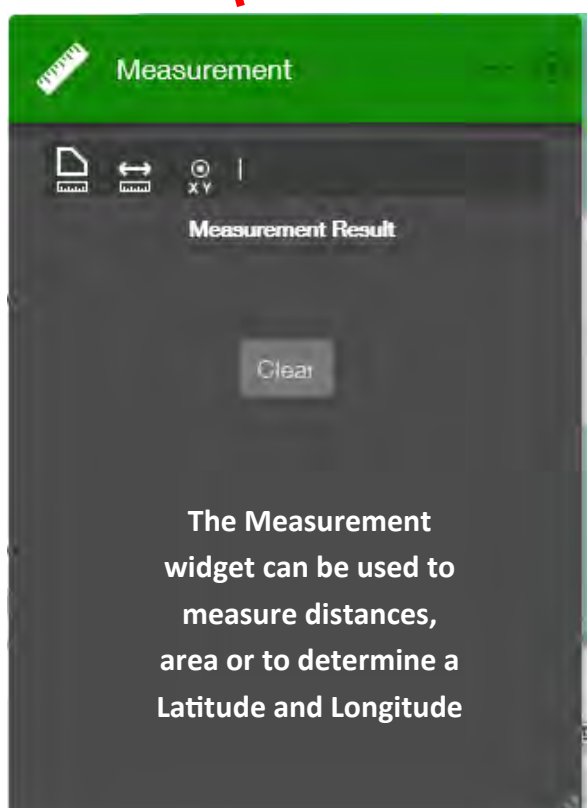 Measurement
X Y
Measurement Result
Clear
The Measurement
widget can be used to
measure distances,
area or to determine a
Latitude and Longitude